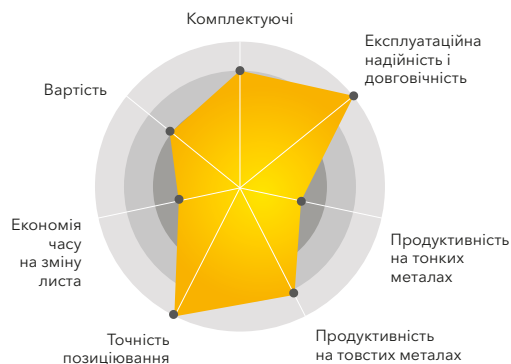 Комплектуючі
Експлуатаційна
надійність і
довговічність
Вартість
Економія
часу
на зміну
листа
Продуктивність
на тонких
металах
Точність
позиціювання
Продуктивність
на товстих металах